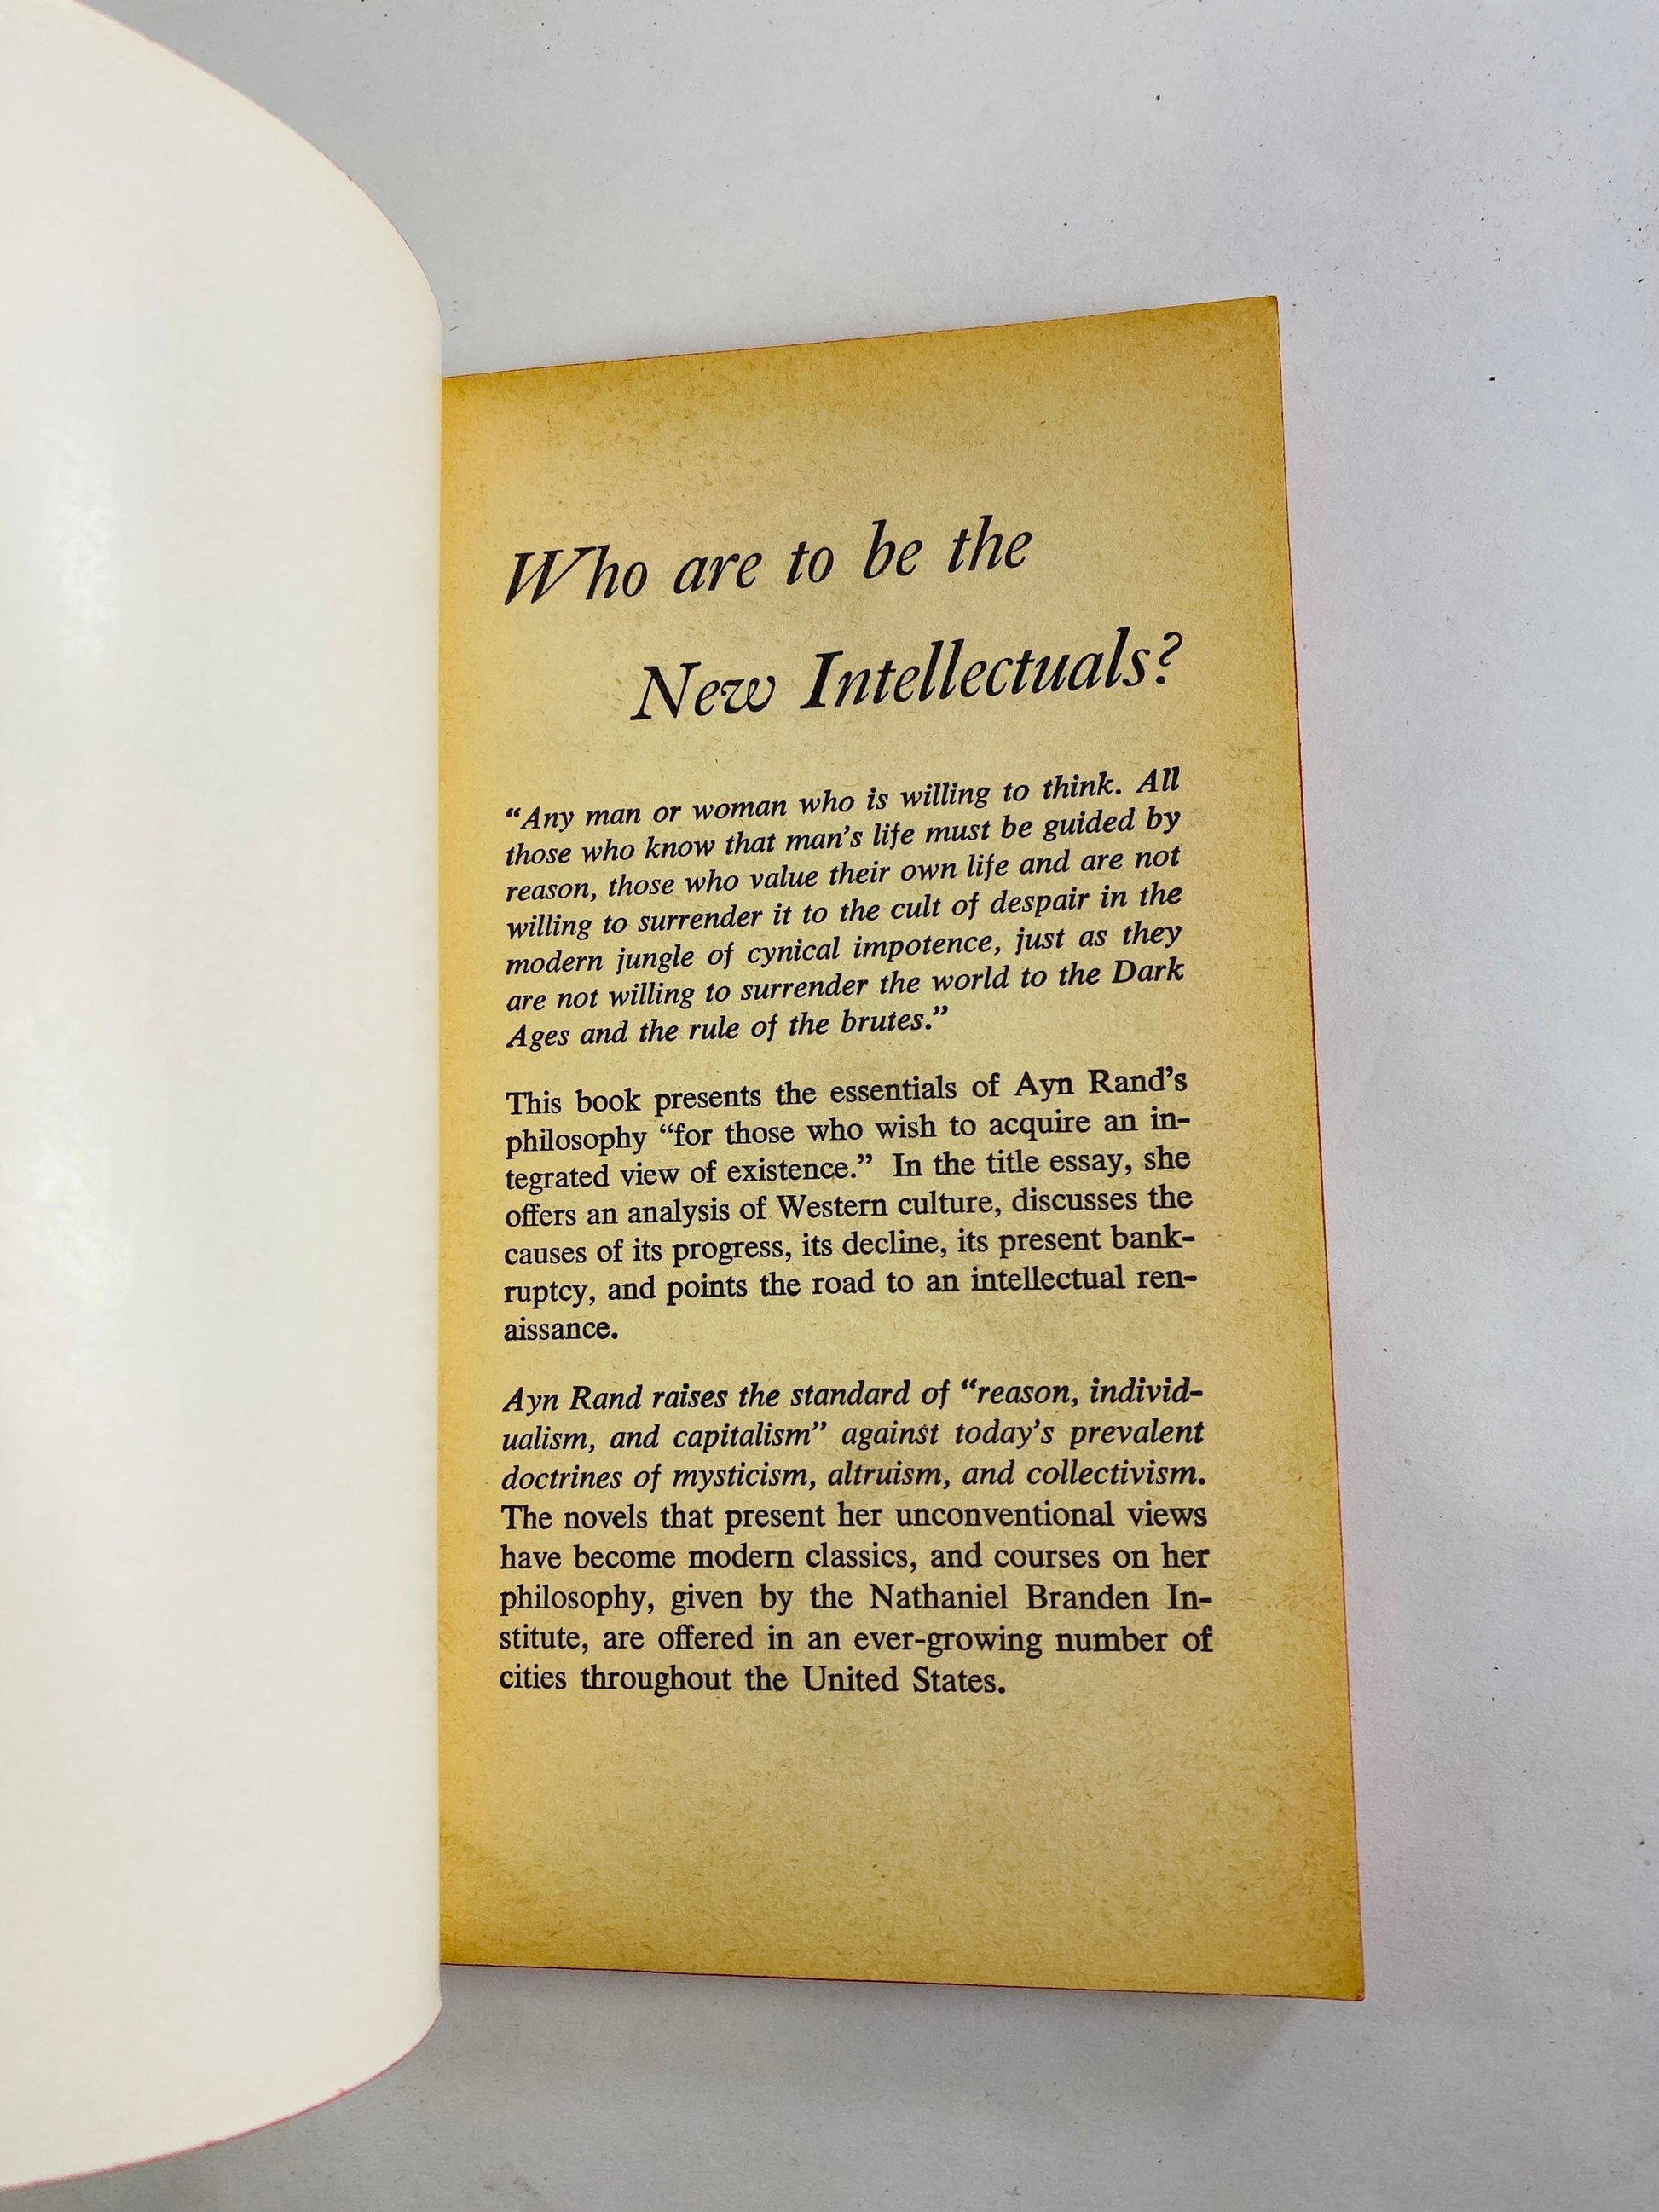 Who are to be the
New Intellectuals?
“Any man or woman who is willing to think. All
those who know that man’s life must be guided by
reason, those who value their own life and are not
willing to surrender it to the cult of despair in the
modern jungle of cynical impotence, just as they
are not willing to surrender the world to the Dark
Ages and the rule of the brutes.”
This book presents the essentials of Ayn Rand’s
philosophy “for those who wish to acquire an in-
tegrated view of existence.” In the title essay, she
offers an analysis of Western culture, discusses the
causes of its progress, its decline, its present bank-
ruptcy, and points the road to an intellectual ren-
aissance.
Ayn Rand raises the standard of “reason, individ-
ualism, and capitalism” against today’s prevalent
doctrines of mysticism, altruism, and collectivism.
The novels that present her unconventional views
have become modern classics, and courses on her
philosophy, given by the Nathaniel Branden In-
stitute, are offered in an ever-growing number of
cities throughout the United States.